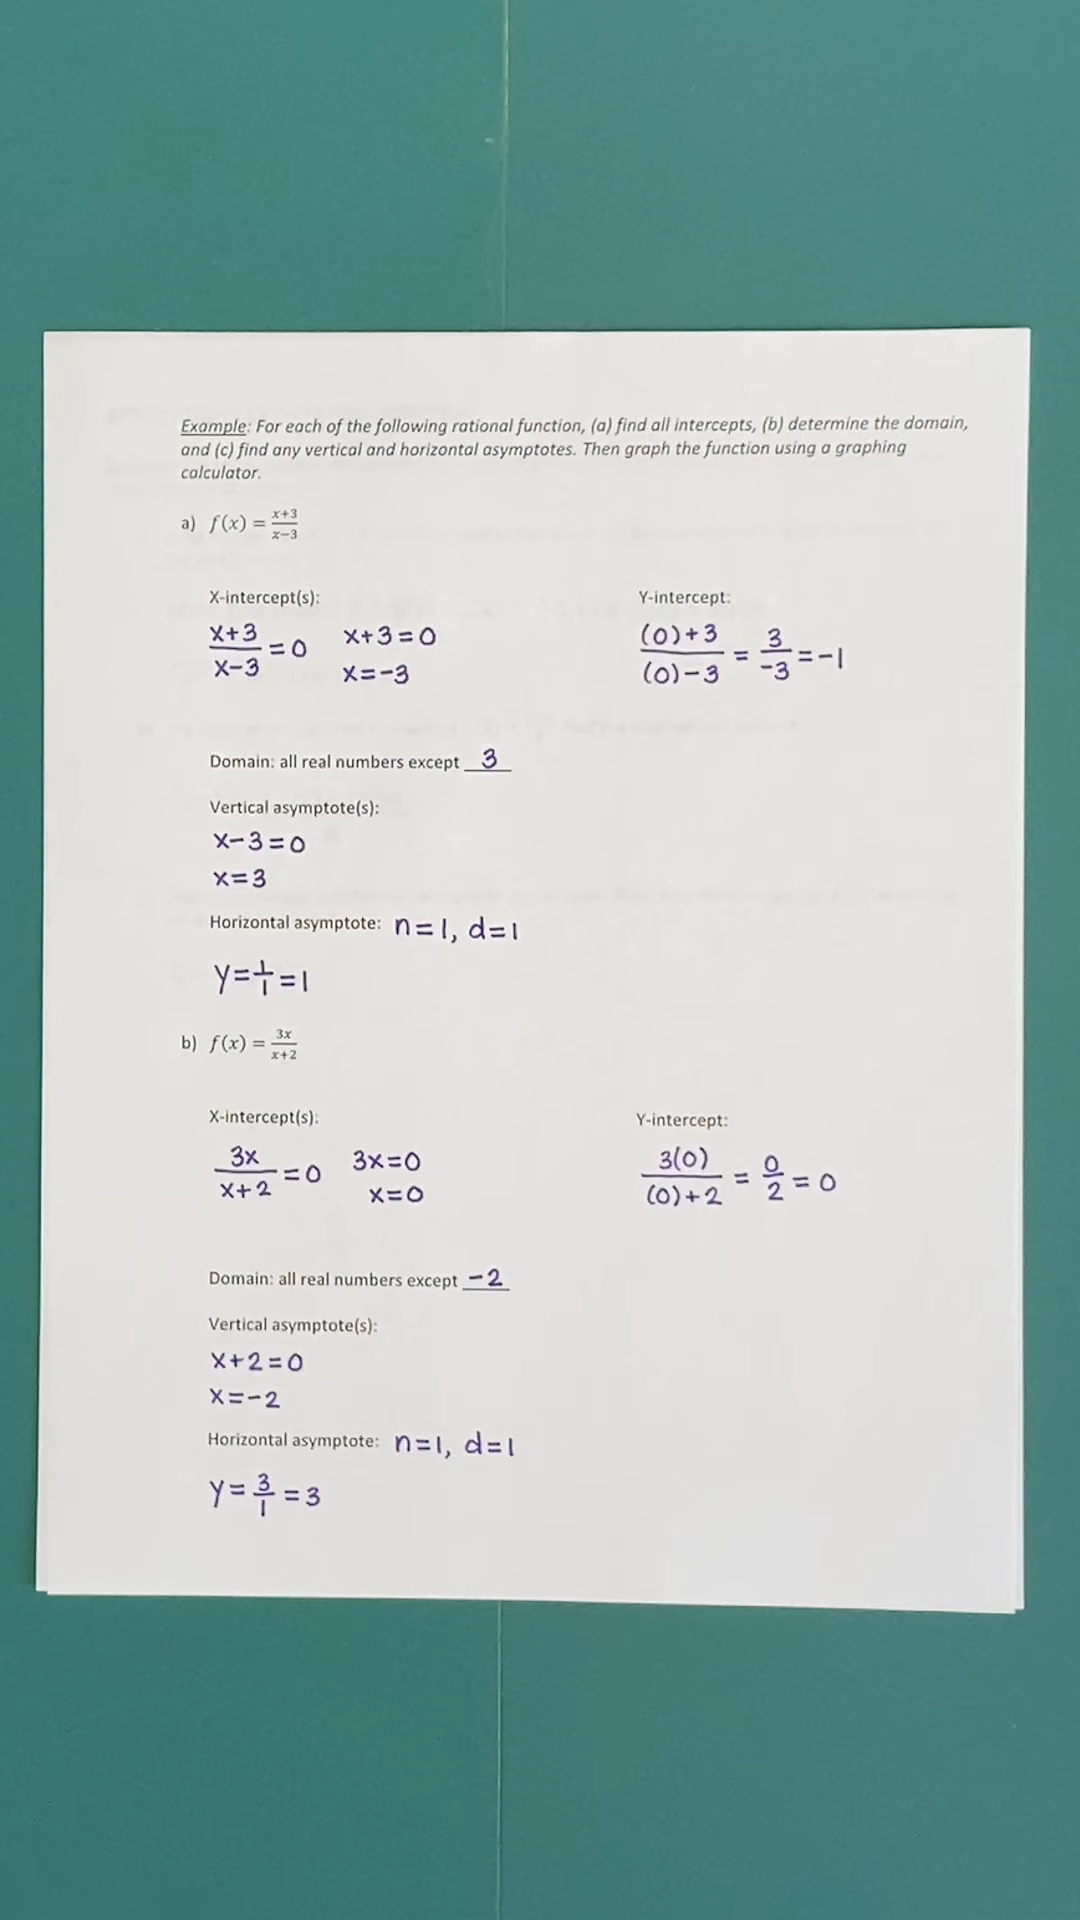 Example: For each of the following rational function, (a) find all intercepts, (b) determine the domain,
and (c) find any vertical and horizontal asymptotes. Then graph the function using a graphing
calculator.
a) f(x) = x+3/x−3
X-intercept(s):
Y-intercept:
x+3/x-3 = 0 x+3=0
x=-3
(0)+3/(0)-3 = 3/-3 = -1
Domain: all real numbers except 3
Vertical asymptote(s):
x-3=0
x=3
Horizontal asymptote: n=1, d=1
y=1/1=1
b) f(x) = 3x/x+2
X-intercept(s):
Y-intercept:
3x/x+2 = 0 3x=0
x=0
3(0)/(0)+2 = 0/2 = 0
Domain: all real numbers except -2
Vertical asymptote(s):
x+2=0
x=-2
Horizontal asymptote: n=1, d=1
y=3/1=3